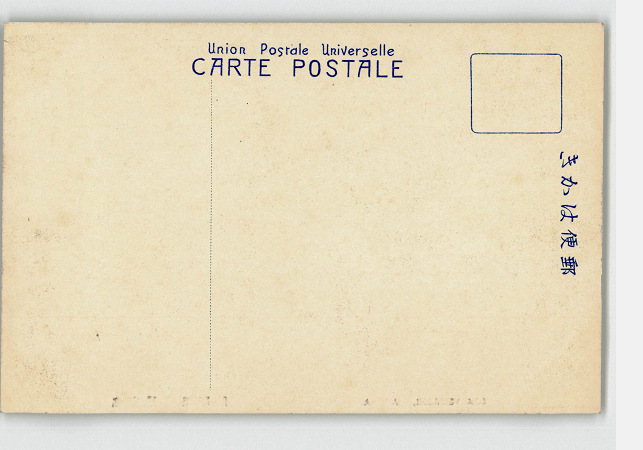 Union Postale Universelle
CARTE POSTALE
郵便はかき